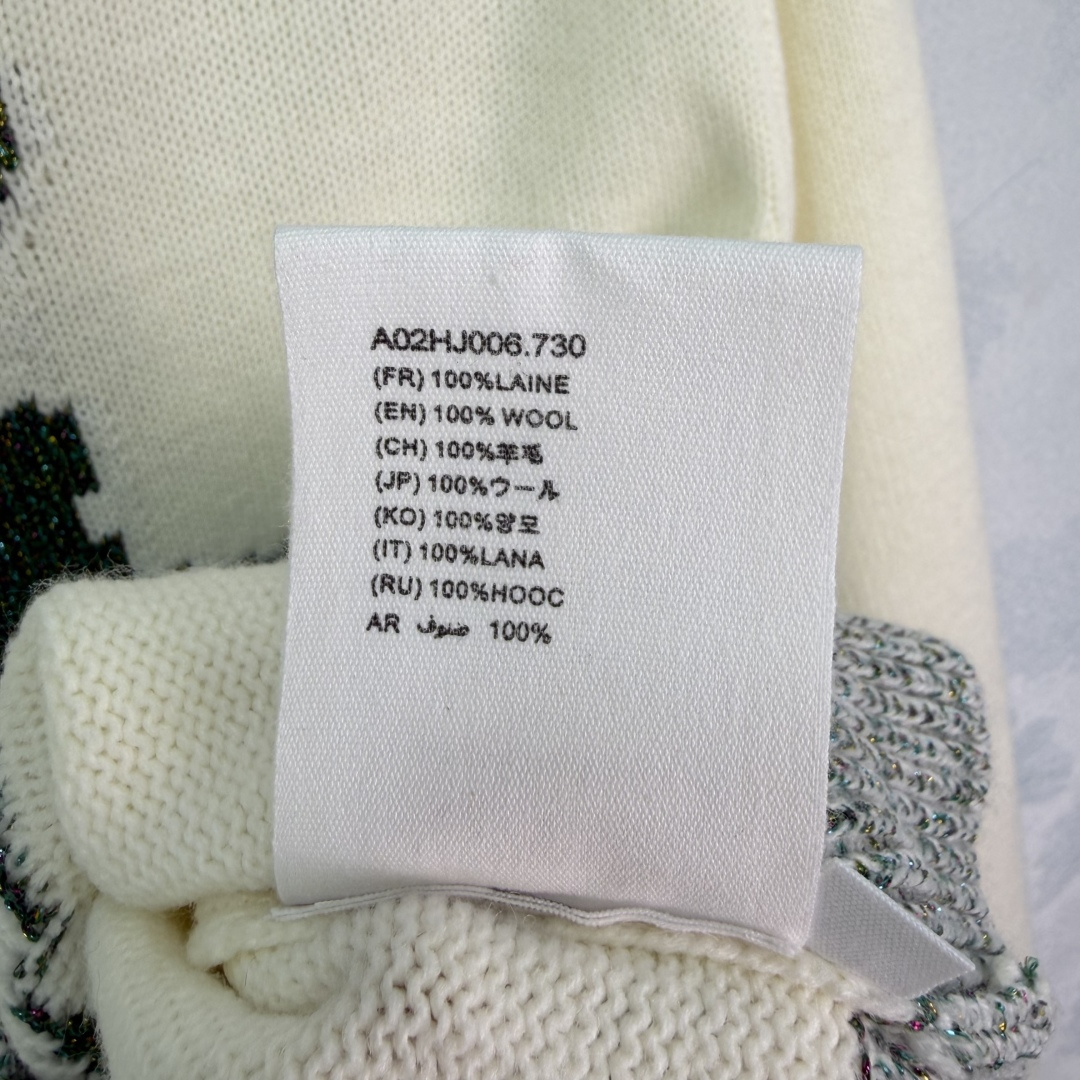 A02HJ006.730
(FR) 100%LAINE
(EN) 100% WOOL
(CH) 100%羊毛
(JP) 100%ウール
(KO) 100%양모
(IT) 100%LANA
(RU) 100%HOOC
AR ضوف 100%